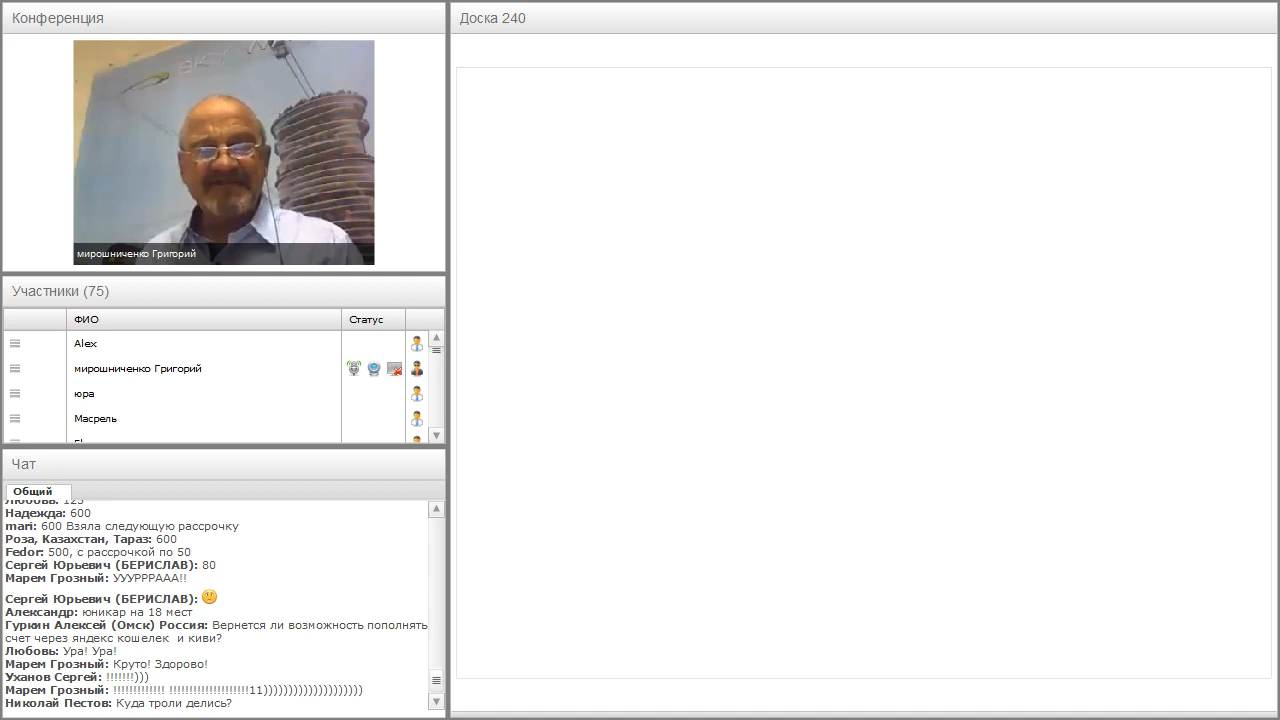 Конференция
SKY
мирошниченко Григорий
Участники (75)
ФИО Статус
Alex
мирошниченко Григорий
юра
Масрель
Чат
Общий
Любовь: 125
Надежда: 600
mari: 600 Взяла следующую рассрочку
Роза, Казахстан, Тараз: 600
Fedor: 500, с рассрочкой по 50
Сергей Юрьевич (БЕРИСЛАВ): 80
Марем Грозный: УУУРРРААА!!
Сергей Юрьевич (БЕРИСЛАВ):
Александр: юникар на 18 мест
Гуркин Алексей (Омск) Россия: Вернется ли возможность пополнять
счет через яндекс кошелек и киви?
Любовь: Ура! Ура!
Марем Грозный: Круто! Здорово!
Уханов Сергей: !!!!!!!)))
Марем Грозный: !!!!!!!!!!!!! !!!!!!!!!!!!!!!!!!!!11))))))))))))))))))))
Николай Пестов: Куда трои делись?
Доска 240